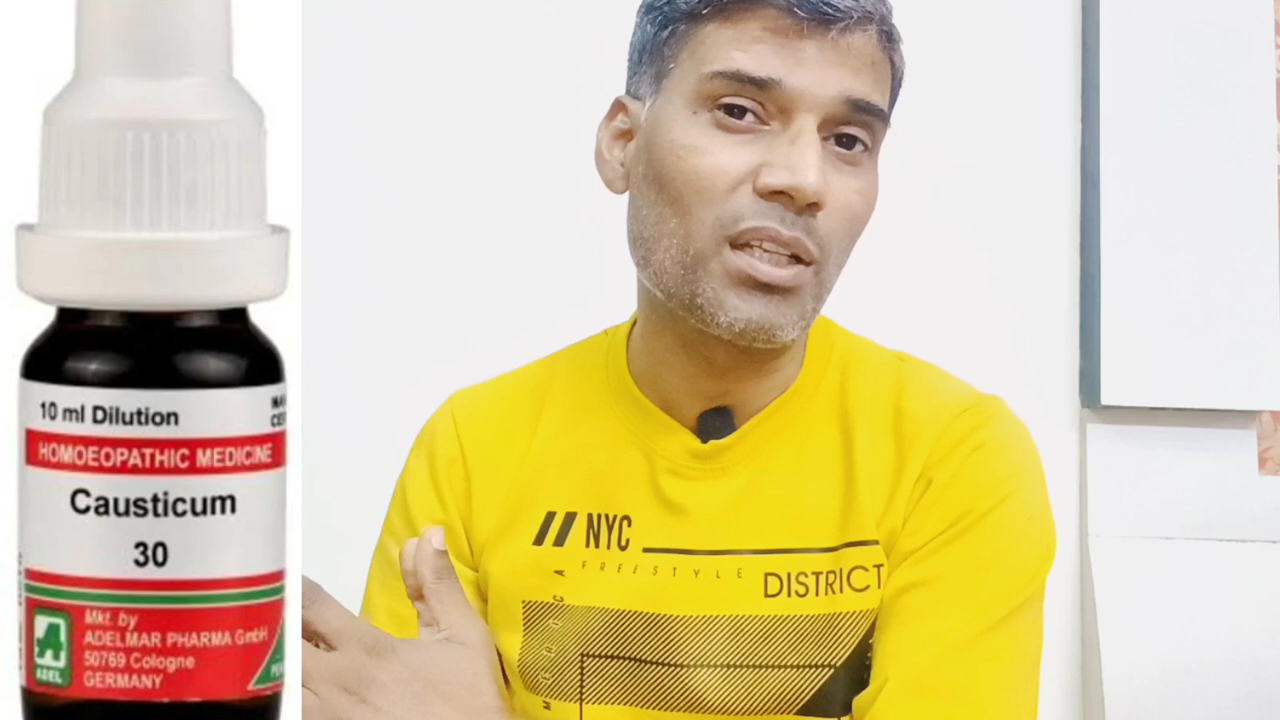 10 ml Dilution
HOMOEOPATHIC MEDICINE
Causticum
30
Mkt. by
ADELMAR PHARMA GmbH
50769 Cologne
GERMANY
ADEL
NYC
FREESTYLE
DISTRICT